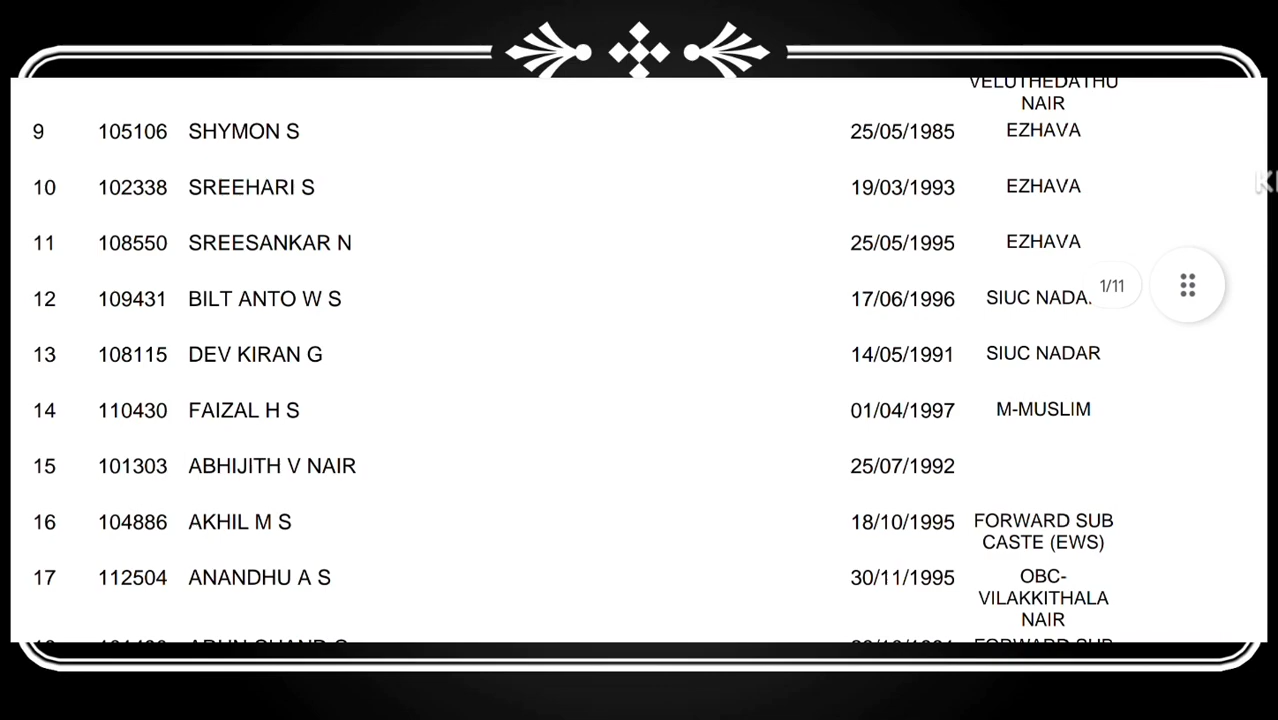 VELUTHEDATHU
NAIR
9 105106 SHYMON S 25/05/1985 EZHAVA
10 102338 SREEHARI S 19/03/1993 EZHAVA
11 108550 SREESANKAR N 25/05/1995 EZHAVA
12 109431 BILT ANTO W S 17/06/1996 SIUC NADA 1/11
13 108115 DEV KIRAN G 14/05/1991 SIUC NADAR
14 110430 FAIZAL H S 01/04/1997 M-MUSLIM
15 101303 ABHIJITH V NAIR 25/07/1992
16 104886 AKHIL M S 18/10/1995 FORWARD SUB
CASTE (EWS)
17 112504 ANANDHU A S 30/11/1995 OBC-
VILAKKITHALA
NAIR